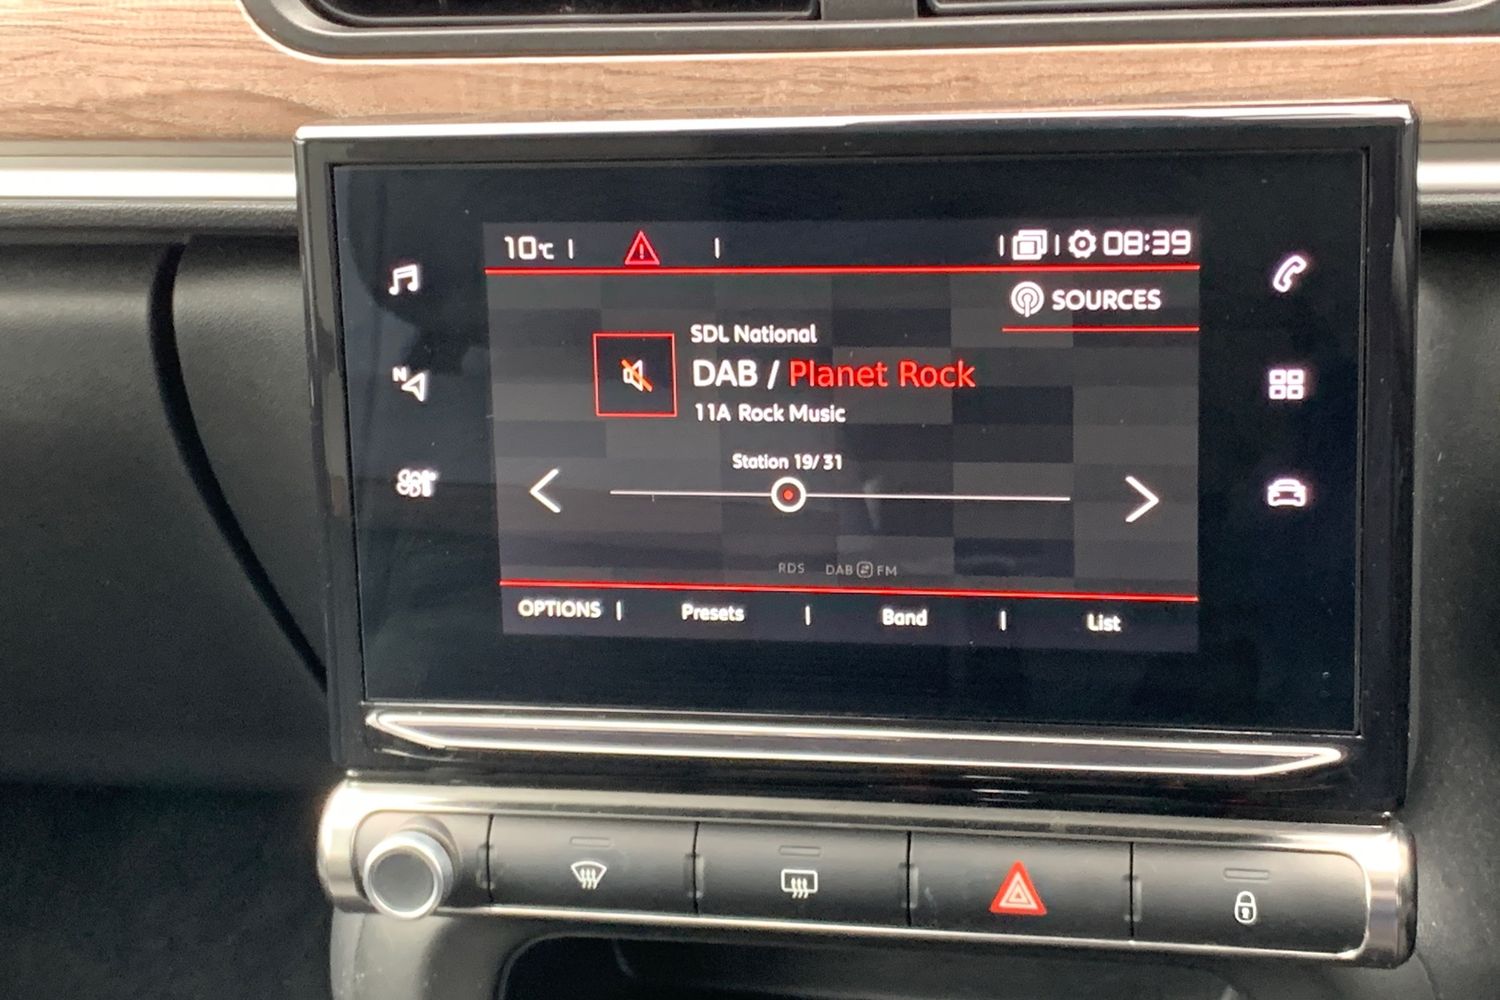 10°C
08:39
SOURCES
SDL National
DAB / Planet Rock
11A Rock Music
Station 19/31
N
RDS DAB FM
OPTIONS Presets Band List